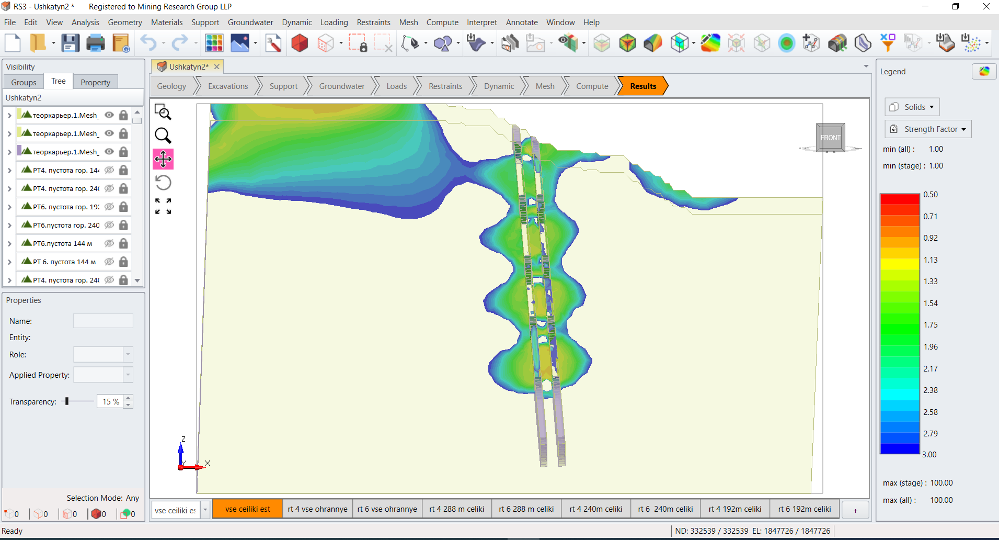 RS3 - Ushkatyn2 * Registered to Mining Research Group LLP
File Edit View Analysis Geometry Materials Support Groundwater Dynamic Loading Restraints Mesh Compute Interpret Annotate Window Help
Visibility
Groups Tree Property
Ushkatyn2
теоркарьер.1.Mesh_
теоркарьер.1.Mesh_
теоркарьер.1.Mesh_
РТ4. пустота гор. 144
РТ4. пустота гор. 240
РТ6. пустота гор. 192
РТ6.пустота гор. 240
РТ6.пустота 144 м
РТ 6. пустота 144 м
РТ4. пустота гор. 240
Properties
Name:
Entity:
Role:
Applied Property:
Transparency: 15 %
Selection Mode: Any
0 0 0 0 0
Ushkatyn2*
Geology Excavations Support Groundwater Loads Restraints Dynamic Mesh Compute Results
FRONT
Z
Y
X
vse ceiliki es vse ceiliki est rt 4 vse ohrannye rt 6 vse ohrannye rt 4 288 m celiki rt 6 288 m celiki rt 4 240m celiki rt 6 240m celiki rt 4 192m celiki rt 6 192m celiki +
Legend
Solids
Strength Factor
min (all) : 1.00
min (stage) : 1.00
0.50
0.71
0.92
1.13
1.33
1.54
1.75
1.96
2.17
2.38
2.58
2.79
3.00
max (stage) : 100.00
max (all) : 100.00
Ready ND: 332539 / 332539 EL: 1847726 / 1847726